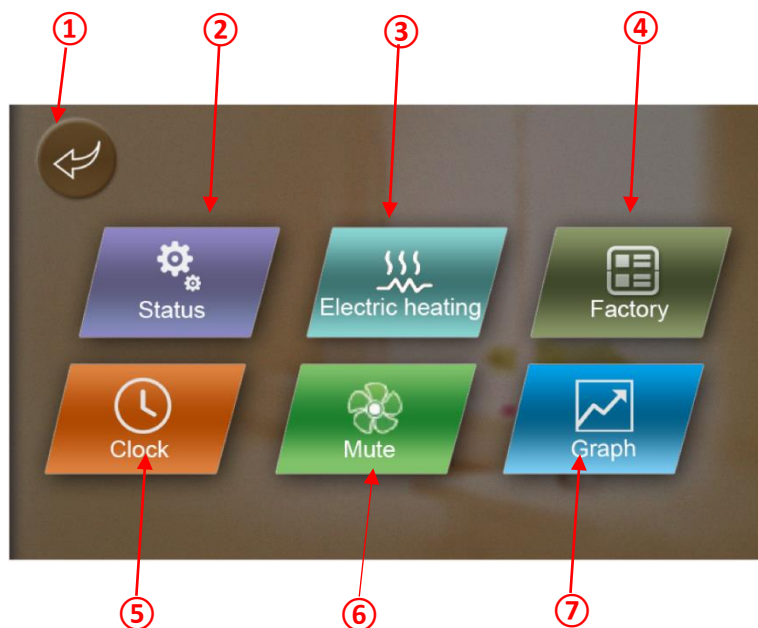 ① ② ③ ④
Status Electric heating Factory
Clock Mute Graph
⑤ ⑥ ⑦